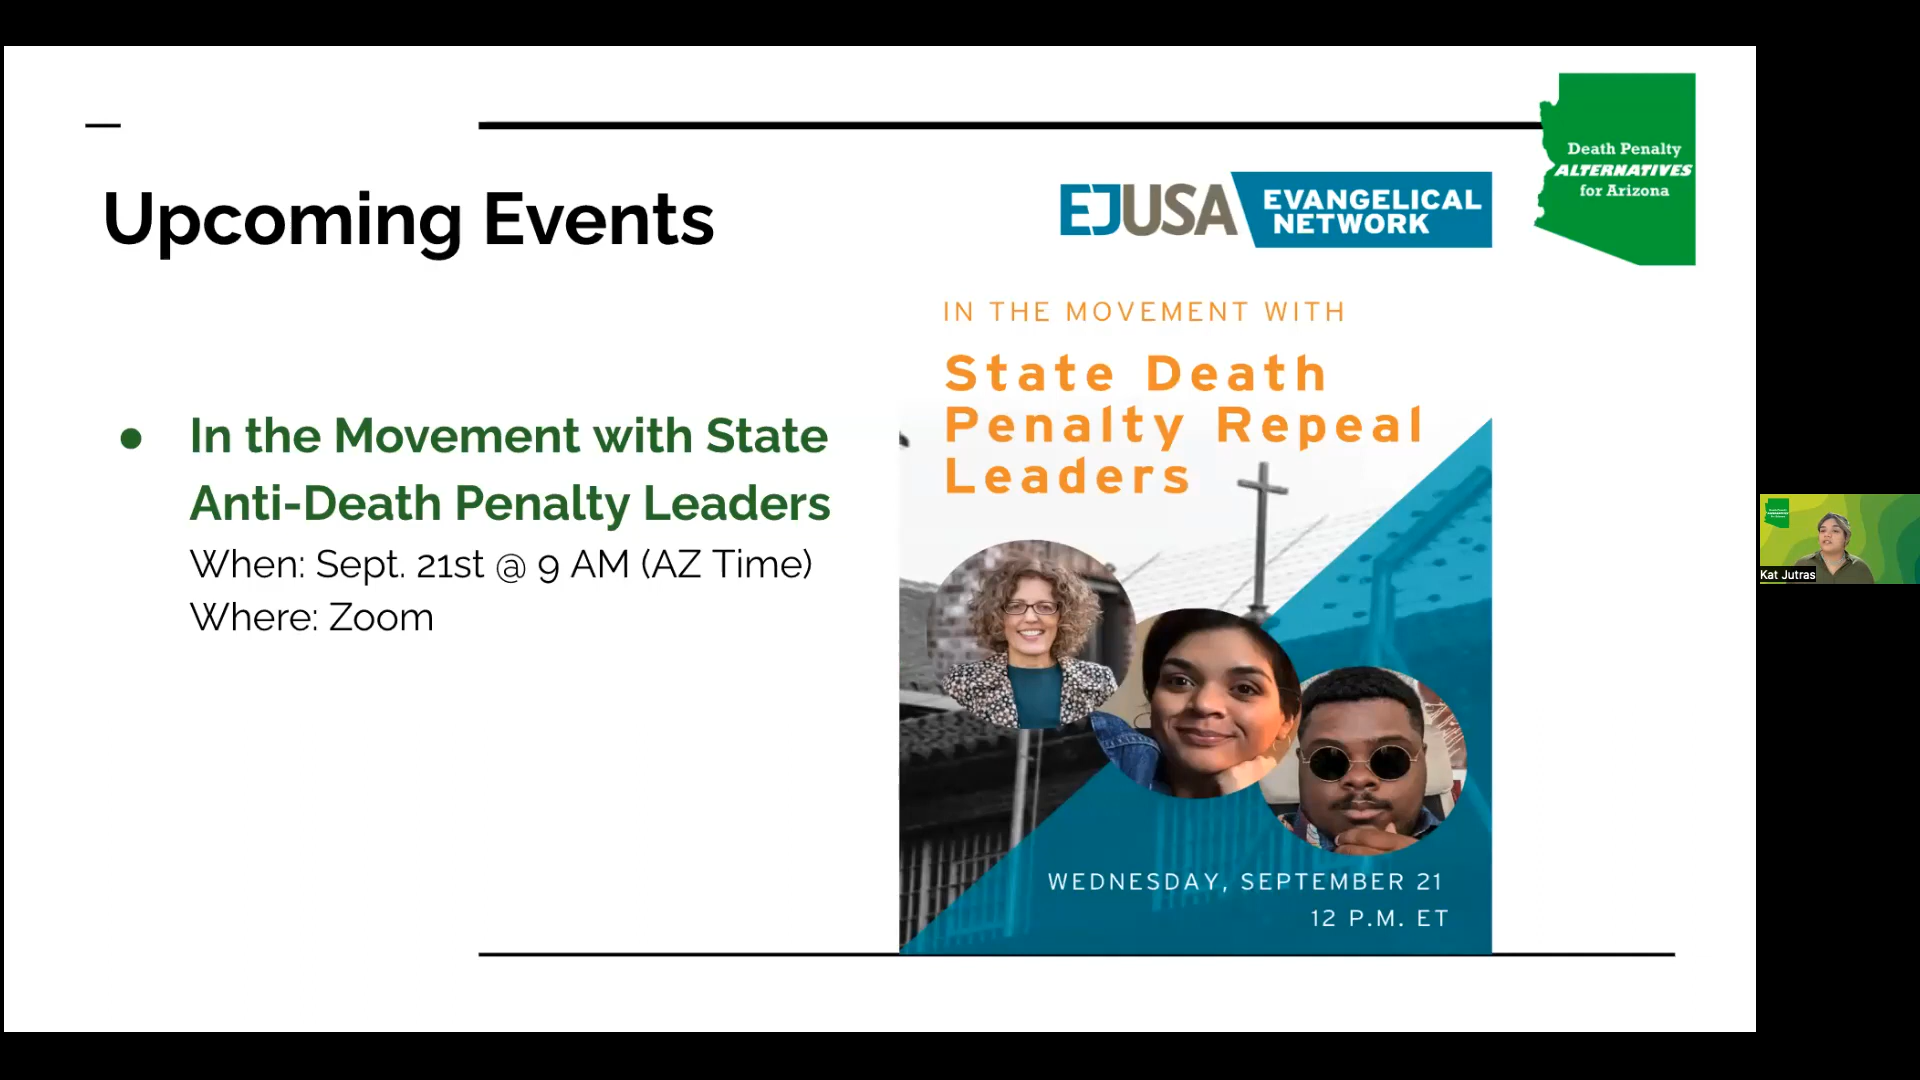 Upcoming Events
● In the Movement with State
Anti-Death Penalty Leaders
When: Sept. 21st @ 9 AM (AZ Time)
Where: Zoom
EJUSA EVANGELICAL
NETWORK
IN THE MOVEMENT WITH
State Death
Penalty Repeal
Leaders
WEDNESDAY, SEPTEMBER 21
12 P.M. ET
Death Penalty
ALTERNATIVES
for Arizona
Kat Jutras